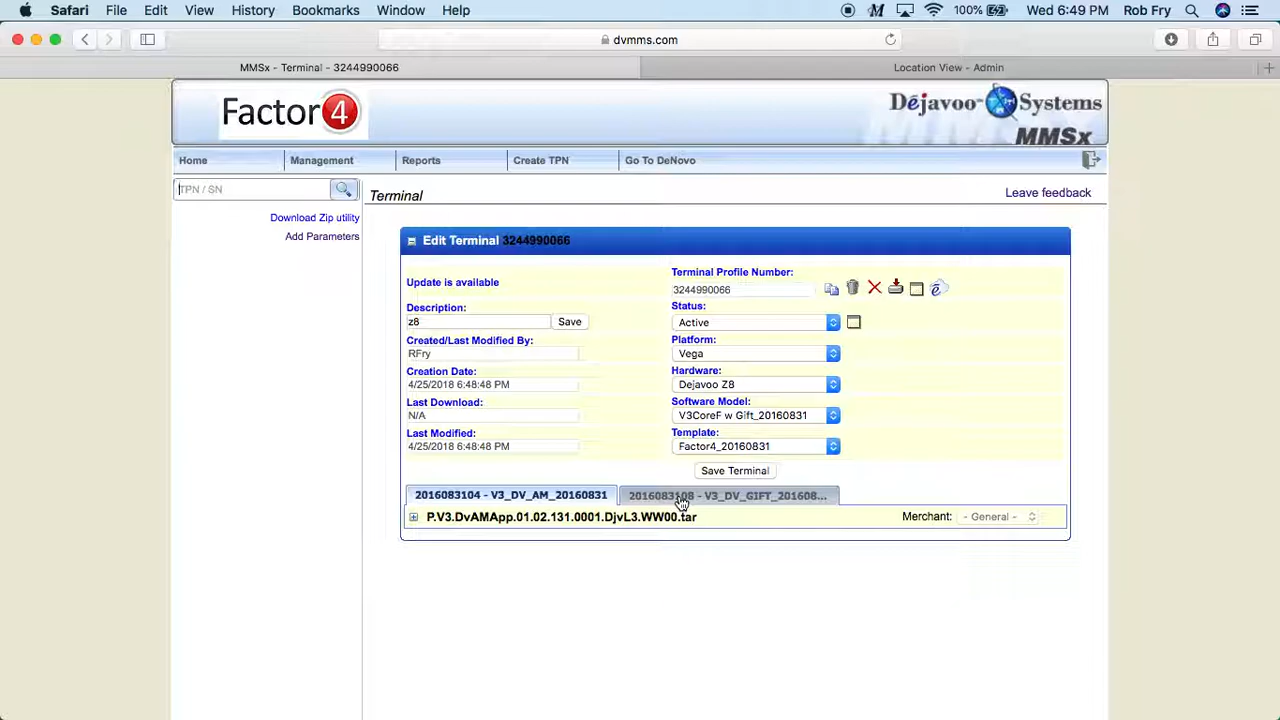 Safari File Edit View History Bookmarks Window Help 100% Wed 6:49 PM Rob Fry
dvmms.com
MMSx - Terminal - 3244990066 Location View - Admin
Factor 4 Déjavoo Systems
MMSx
Home Management Reports Create TPN Go To DeNovo
TPN / SN Terminal Leave feedback
Download Zip utility
Add Parameters
Edit Terminal 3244990066
Update is available
Terminal Profile Number:
3244990066
Description:
z8 Save
Status:
Active
Created/Last Modified By:
RFry
Platform:
Vega
Creation Date:
4/25/2018 6:48:48 PM
Hardware:
Dejavoo Z8
Last Download:
N/A
Software Model:
V3CoreF w Gift_20160831
Last Modified:
4/25/2018 6:48:48 PM
Template:
Factor4_20160831
Save Terminal
2016083104 - V3_DV_AM_20160831 2016083108 - V3_DV_GIFT_201608...
P.V3.DvAMApp.01.02.131.0001.DjvL3.WW00.tar Merchant: - General -